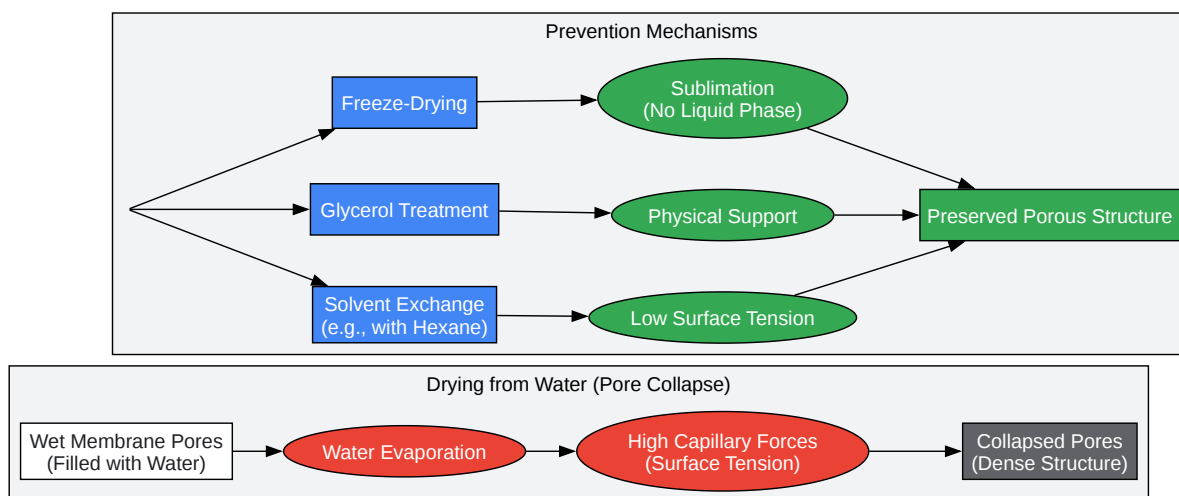 Prevention Mechanisms
Freeze-Drying
Sublimation
(No Liquid Phase)
Glycerol Treatment
Physical Support
Preserved Porous Structure
Solvent Exchange
(e.g., with Hexane)
Low Surface Tension
Drying from Water (Pore Collapse)
Wet Membrane Pores
(Filled with Water)
Water Evaporation
High Capillary Forces
(Surface Tension)
Collapsed Pores
(Dense Structure)